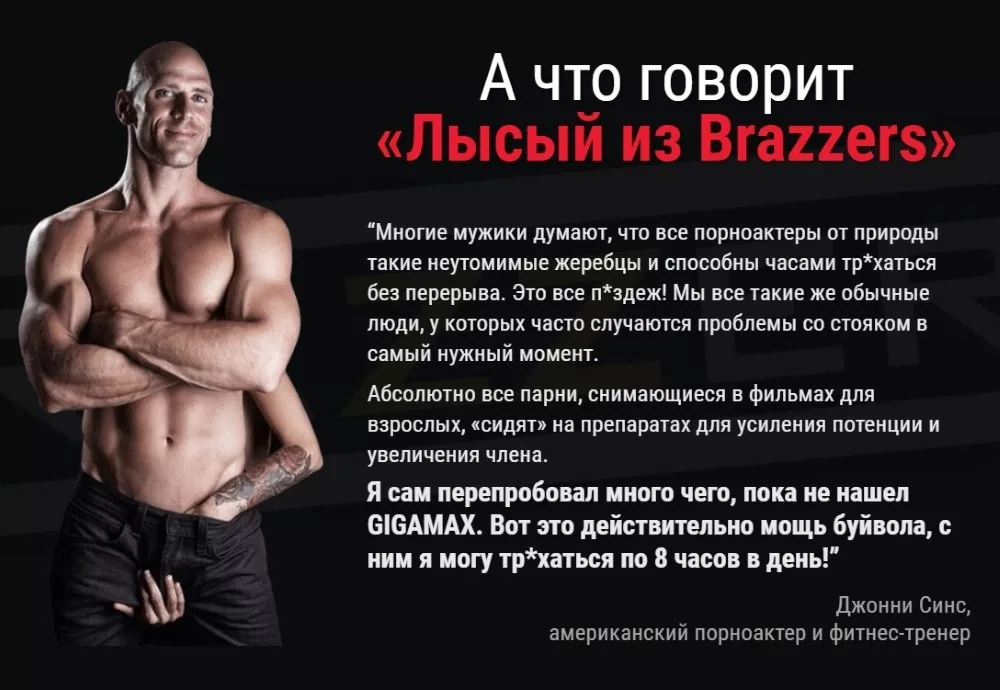 А что говорит
«Лысый из Brazzers»
“Многие мужики думают, что все порноактеры от природы
такие неутомимые жеребцы и способны часами тр*хаться
без перерыва. Это все п*здеж! Мы все такие же обычные
люди, у которых часто случаются проблемы со стояком в
самый нужный момент.
Абсолютно все парни, снимающиеся в фильмах для
взрослых, «сидят» на препаратах для усиления потенции и
увеличения члена.
Я сам перепробовал много чего, пока не нашел
GIGAMAX. Вот это действительно мощь буйвола, с
ним я могу тр*хаться по 8 часов в день!”
Джонни Синс,
американский порноактер и фитнес-тренер